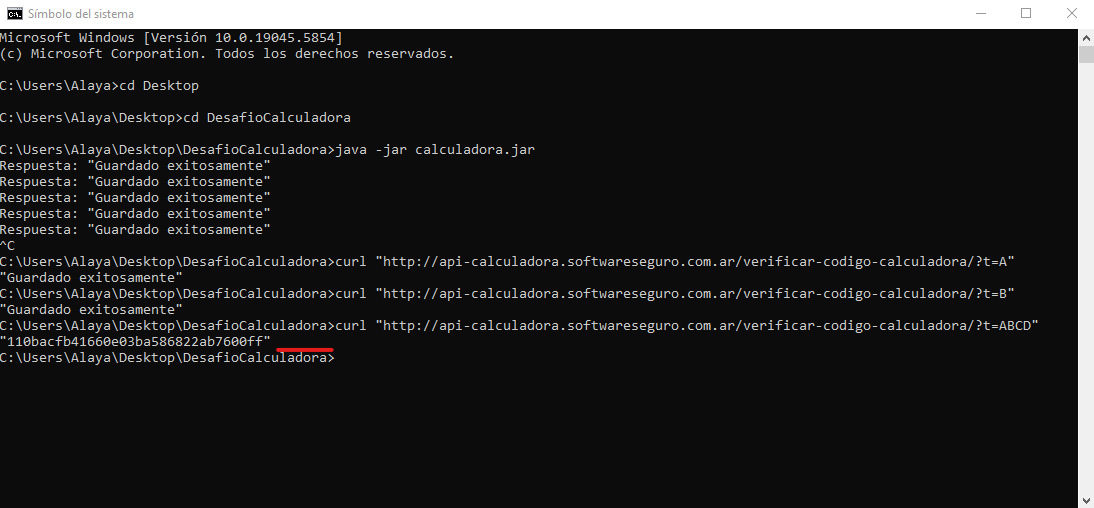 Símbolo del sistema
Microsoft Windows [Versión 10.0.19045.5854]
(c) Microsoft Corporation. Todos los derechos reservados.
C:\Users\Alaya>cd Desktop
C:\Users\Alaya\Desktop>cd DesafioCalculadora
C:\Users\Alaya\Desktop\DesafioCalculadora>java -jar calculadora.jar
Respuesta: "Guardado exitosamente"
Respuesta: "Guardado exitosamente"
Respuesta: "Guardado exitosamente"
Respuesta: "Guardado exitosamente"
Respuesta: "Guardado exitosamente"
^C
C:\Users\Alaya\Desktop\DesafioCalculadora>curl "http://api-calculadora.softwareseguro.com.ar/verificar-codigo-calculadora/?t=A"
"Guardado exitosamente"
C:\Users\Alaya\Desktop\DesafioCalculadora>curl "http://api-calculadora.softwareseguro.com.ar/verificar-codigo-calculadora/?t=B"
"Guardado exitosamente"
C:\Users\Alaya\Desktop\DesafioCalculadora>curl "http://api-calculadora.softwareseguro.com.ar/verificar-codigo-calculadora/?t=ABCD"
"110bacfb41660e03ba586822ab7600ff"
C:\Users\Alaya\Desktop\DesafioCalculadora>